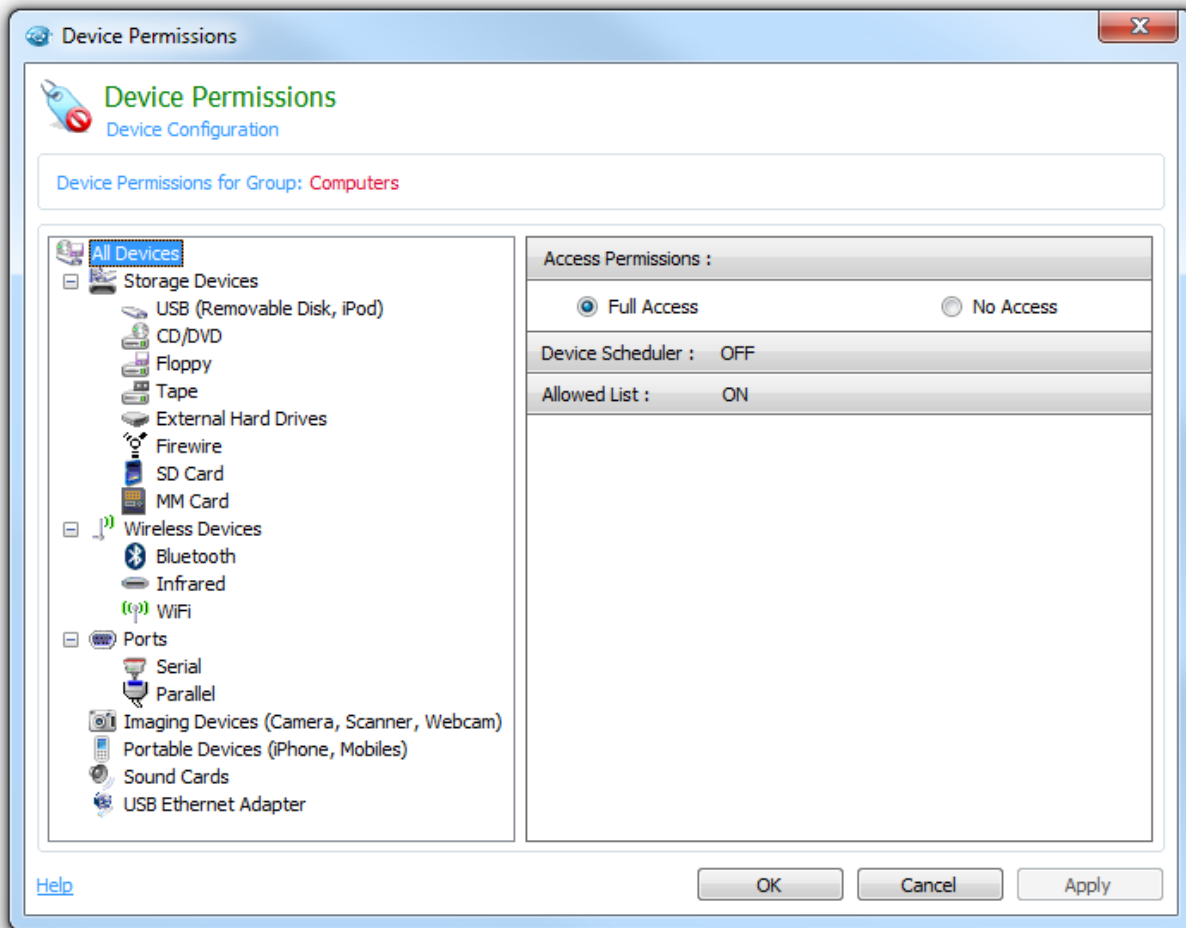 Device Permissions
Device Permissions
Device Configuration
Device Permissions for Group: Computers
All Devices
Storage Devices
USB (Removable Disk, iPod)
CD/DVD
Floppy
Tape
External Hard Drives
Firewire
SD Card
MM Card
Wireless Devices
Bluetooth
Infrared
WiFi
Ports
Serial
Parallel
Imaging Devices (Camera, Scanner, Webcam)
Portable Devices (iPhone, Mobiles)
Sound Cards
USB Ethernet Adapter
Access Permissions :
Full Access No Access
Device Scheduler : OFF
Allowed List : ON
Help OK Cancel Apply